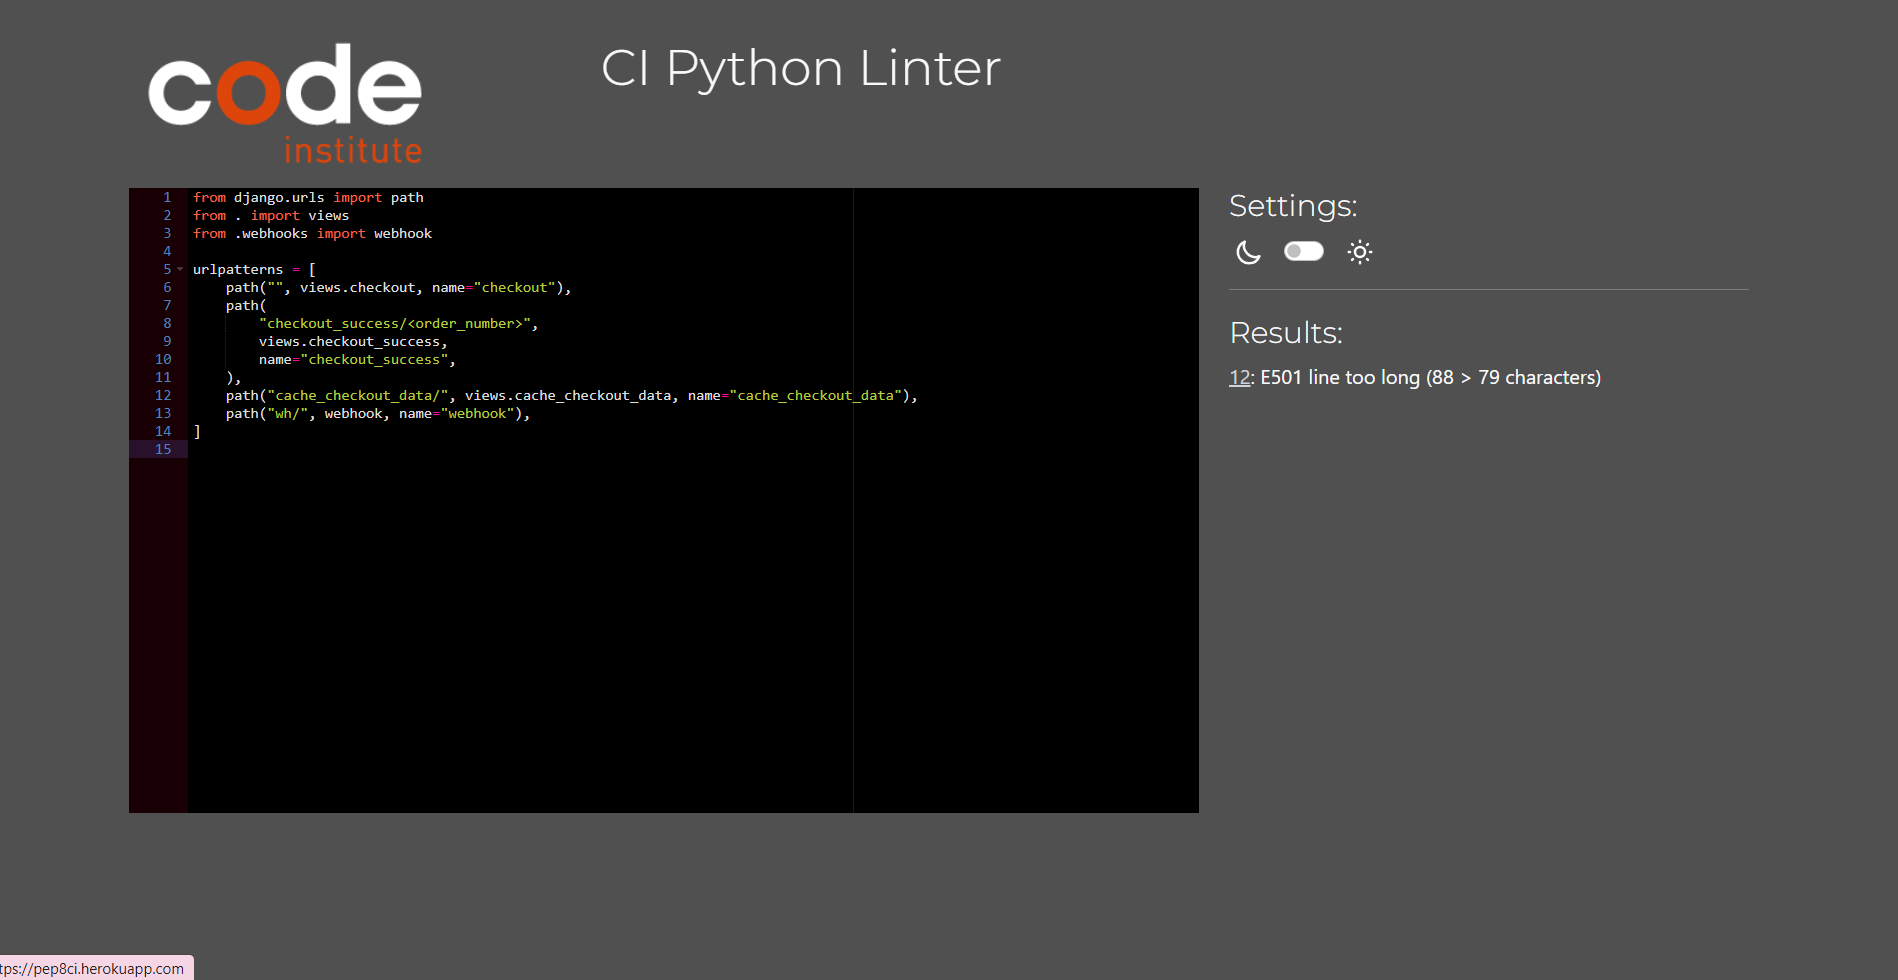 code
institute
CI Python Linter
1 from django.urls import path
2 from . import views
3 from .webhooks import webhook
4
5 urlpatterns = [
6     path("", views.checkout, name="checkout"),
7     path(
8         "checkout_success/<order_number>",
9         views.checkout_success,
10         name="checkout_success",
11     ),
12     path("cache_checkout_data/", views.cache_checkout_data, name="cache_checkout_data"),
13     path("wh/", webhook, name="webhook"),
14 ]
15
Settings:
Results:
12: E501 line too long (88 > 79 characters)
tps://pep8ci.herokuapp.com